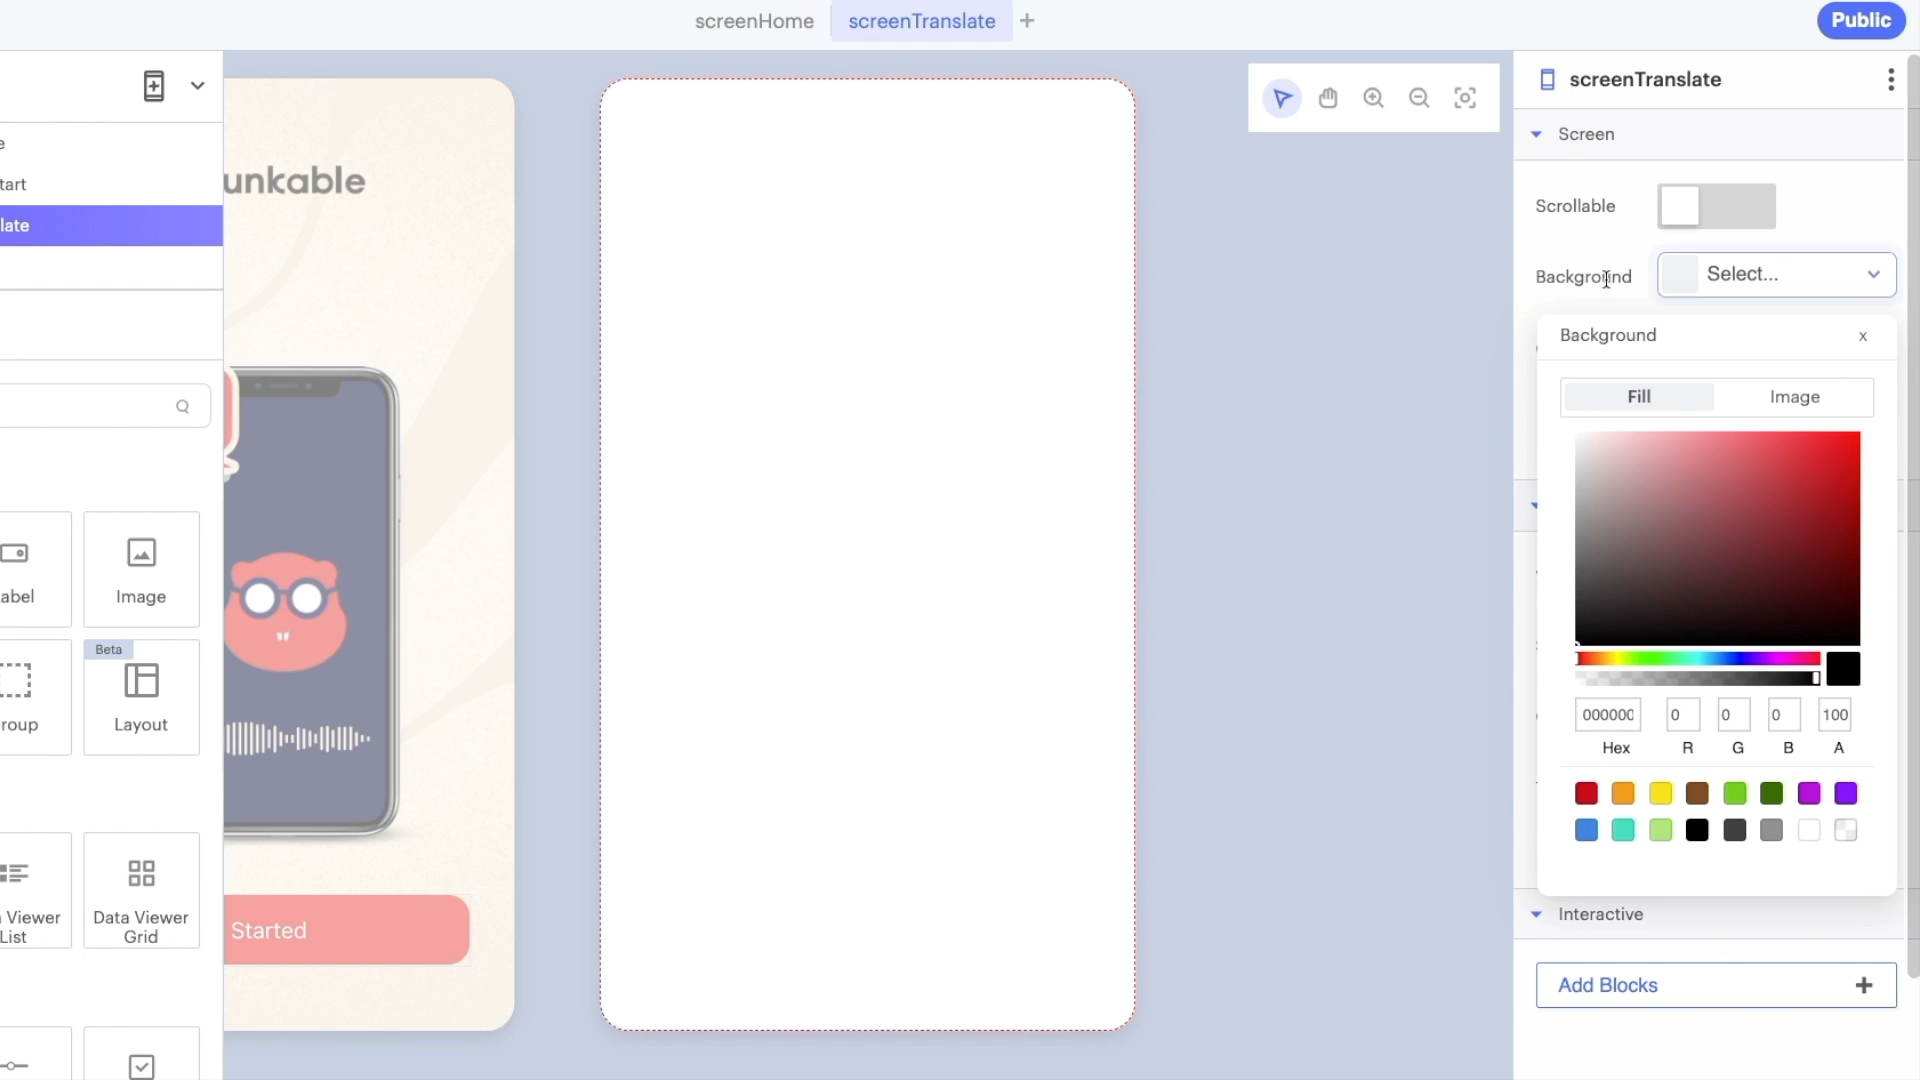 screenHome
screenTranslate
Public
e
tart
late
abel
Image
Beta
roup
Layout
Viewer
List
Data Viewer
Grid
unkable
Started
screenTranslate
Screen
Scrollable
Background
Select...
Background
x
Fill
Image
000000
0
0
0
100
Hex
R
G
B
A
Interactive
Add Blocks